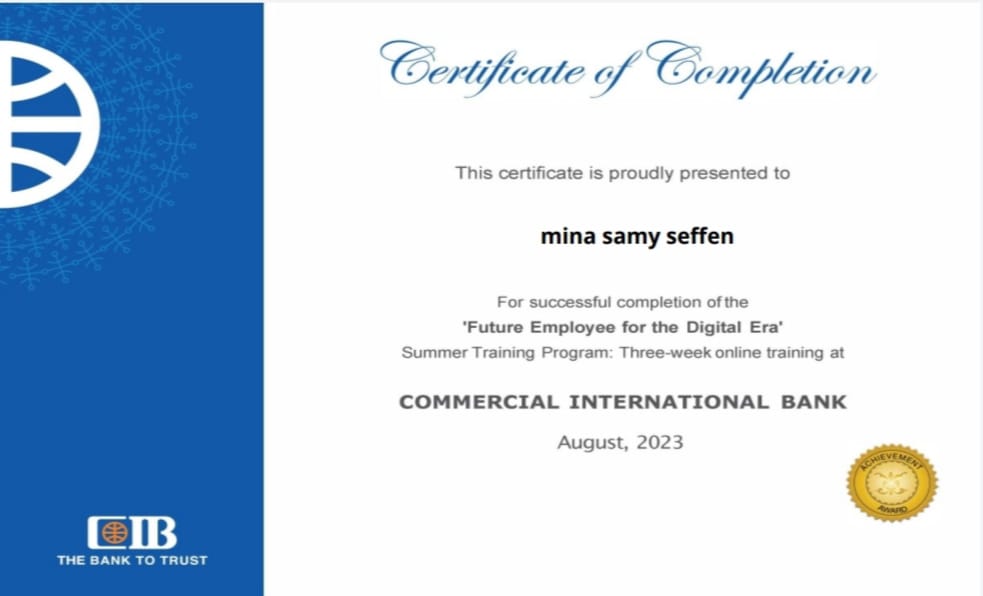 Certificate of Completion
This certificate is proudly presented to
mina samy seffen
For successful completion of the
'Future Employee for the Digital Era'
Summer Training Program: Three-week online training at
COMMERCIAL INTERNATIONAL BANK
August, 2023
ACHIEVEMENT
AWARD
CIB
THE BANK TO TRUST